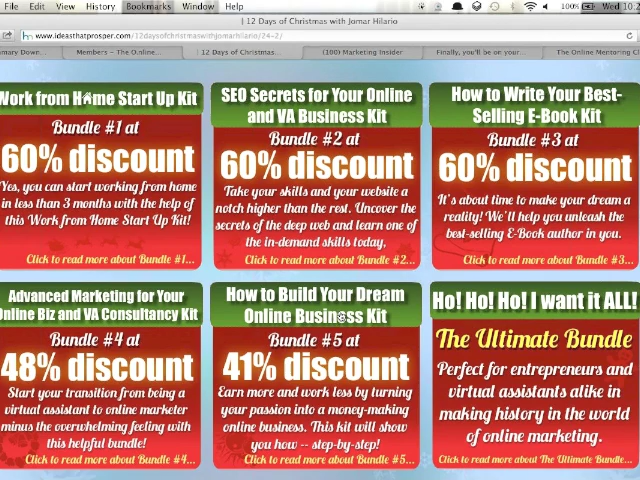 File Edit View History Bookmarks Window Help 100% Wed 10:2
12 Days of Christmas with Jomar Hilario
www.ideasthatprosper.com/12daysofchristmaswithjomarhilario/24-2/
mary Down... Members – The Online... 12 Days of Christmas... (100) Marketing Insider Finally, you'll be on your... The Online Mentoring Cl
Work from Home Start Up Kit
Bundle #1 at
60% discount
Yes, you can start working from home
in less than 3 months with the help of
this Work from Home Start Up Kit!
Click to read more about Bundle #1...
SEO Secrets for Your Online
and VA Business Kit
Bundle #2 at
60% discount
Take your skills and your website a
notch higher than the rest. Uncover the
secrets of the deep web and learn one of
the in-demand skills today.
Click to read more about Bundle #2...
How to Write Your Best-
Selling E-Book Kit
Bundle #3 at
60% discount
It's about time to make your dream a
reality! We'll help you unleash the
best-selling E-Book author in you.
Click to read more about Bundle #3...
Advanced Marketing for Your
Online Biz and VA Consultancy Kit
Bundle #4 at
48% discount
Start your transition from being a
virtual assistant to online marketer
minus the overwhelming feeling with
this helpful bundle!
Click to read more about Bundle #4...
How to Build Your Dream
Online Business Kit
Bundle #5 at
41% discount
Earn more and work less by turning
your passion into a money-making
online business. This kit will show
you how -- step-by-step!
Click to read more about Bundle #5...
Ho! Ho! Ho! I want it ALL!
The Ultimate Bundle
Perfect for entrepreneurs and
virtual assistants alike in
making history in the world
of online marketing.
Click to read more about The Ultimate Bundle...